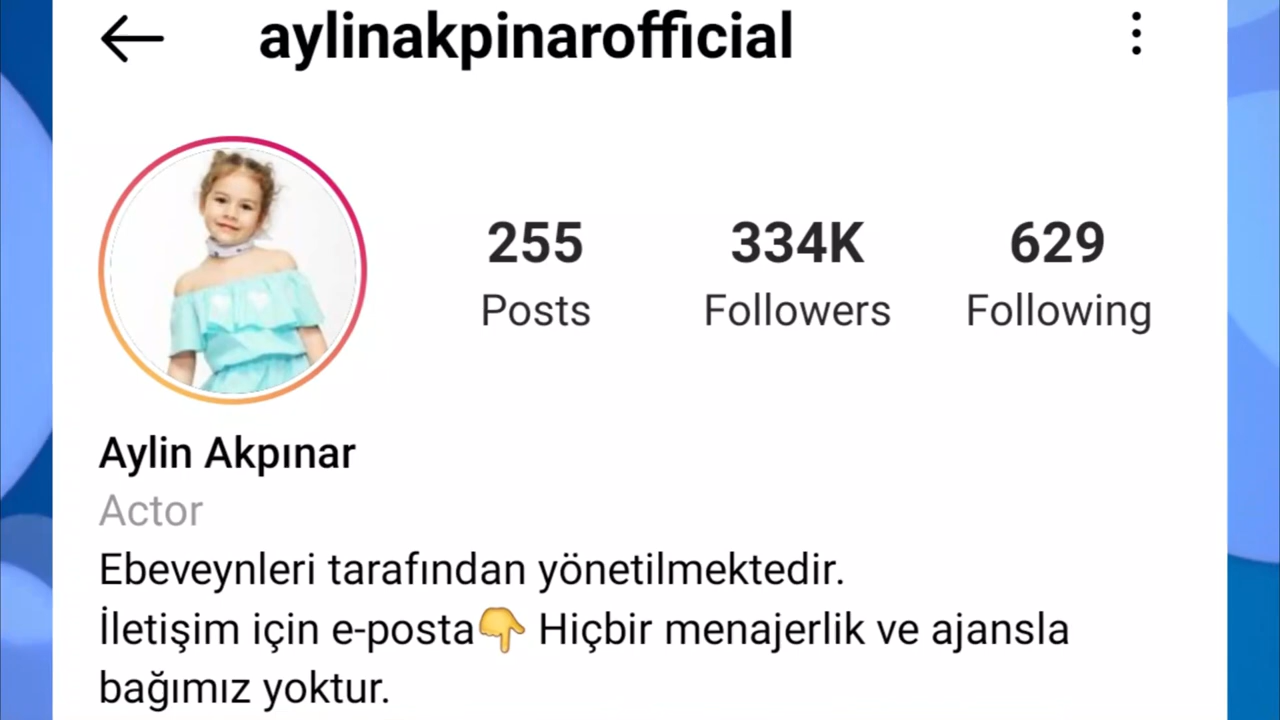 aylinakpinarofficial
255
334K
629
Posts
Followers
Following
Aylin Akpınar
Actor
Ebeveynleri tarafından yönetilmektedir.
İletişim için e-posta👇 Hiçbir menajerlik ve ajansla
bağımız yoktur.